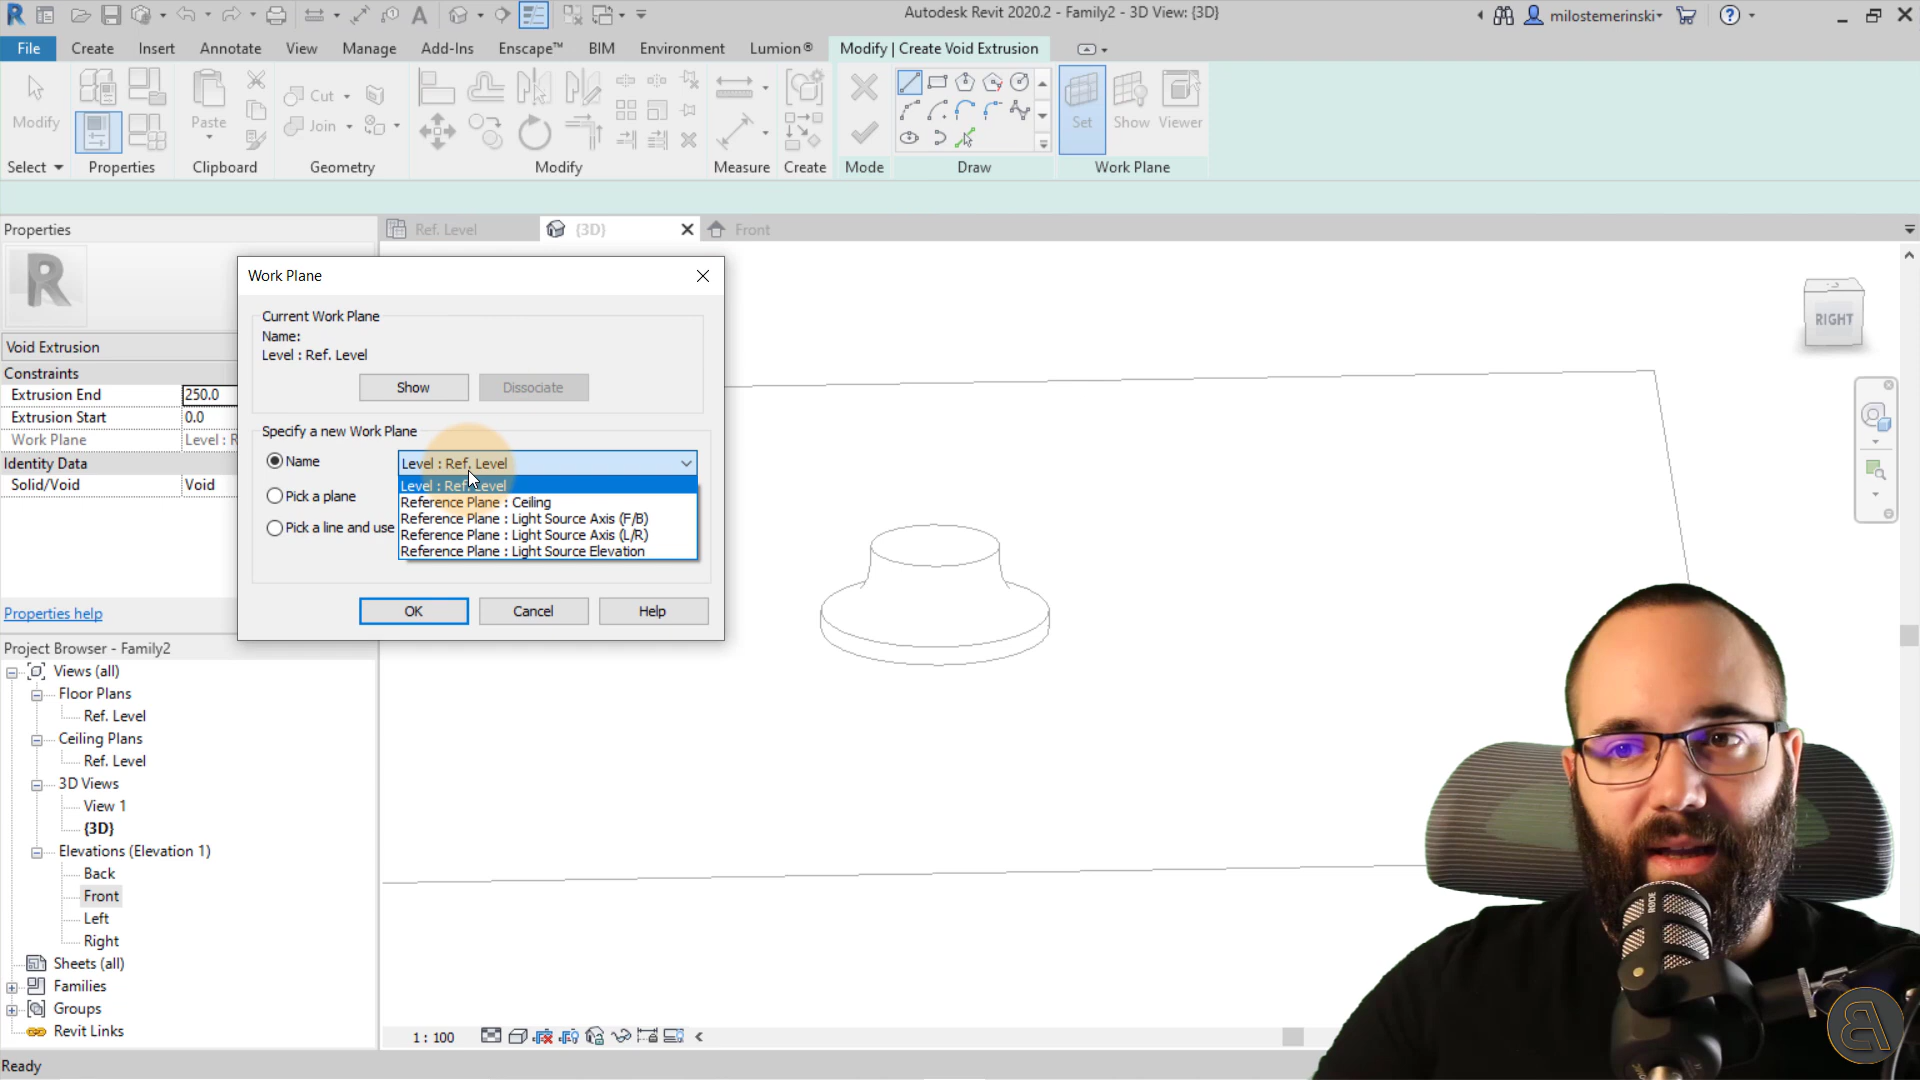 Autodesk Revit 2020.2 - Family2 - 3D View: {3D}
milostemerinski
File Create Insert Annotate View Manage Add-Ins Enscape™ BIM Environment Lumion® Modify | Create Void Extrusion
Modify Paste Cut Join Set Show Viewer
Select Properties Clipboard Geometry Modify Measure Create Mode Draw Work Plane
Properties
Ref. Level {3D} Front
R
Void Extrusion
Constraints
Extrusion End 250.0
Extrusion Start 0.0
Work Plane Level : R
Identity Data
Solid/Void Void
Properties help
Work Plane
Current Work Plane
Name:
Level : Ref. Level
Show Dissociate
Specify a new Work Plane
Name Level : Ref. Level
Level : Ref. Level
Reference Plane : Ceiling
Reference Plane : Light Source Axis (F/B)
Reference Plane : Light Source Axis (L/R)
Reference Plane : Light Source Elevation
Pick a plane
Pick a line and use
OK Cancel Help
RIGHT
Project Browser - Family2
Views (all)
Floor Plans
Ref. Level
Ceiling Plans
Ref. Level
3D Views
View 1
{3D}
Elevations (Elevation 1)
Back
Front
Left
Right
Sheets (all)
Families
Groups
Revit Links
1 : 100
Ready
RØDE